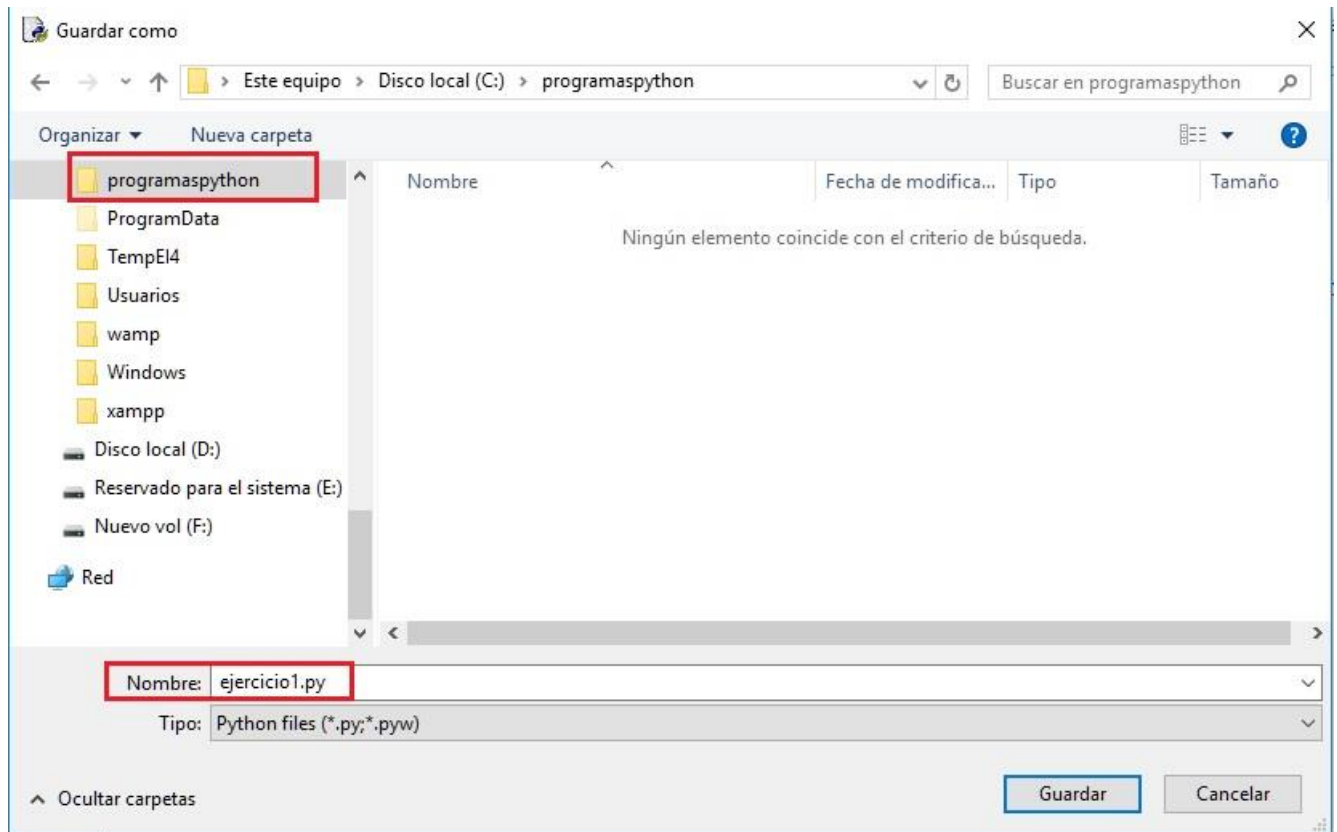 Guardar como
Este equipo > Disco local (C:) > programaspython
Buscar en programaspython
Organizar
Nueva carpeta
programaspython
ProgramData
TempEI4
Usuarios
wamp
Windows
xampp
Disco local (D:)
Reservado para el sistema (E:)
Nuevo vol (F:)
Red
Nombre
Fecha de modifica...
Tipo
Tamaño
Ningún elemento coincide con el criterio de búsqueda.
Nombre: ejercicio1.py
Tipo: Python files (*.py;*.pyw)
Ocultar carpetas
Guardar
Cancelar